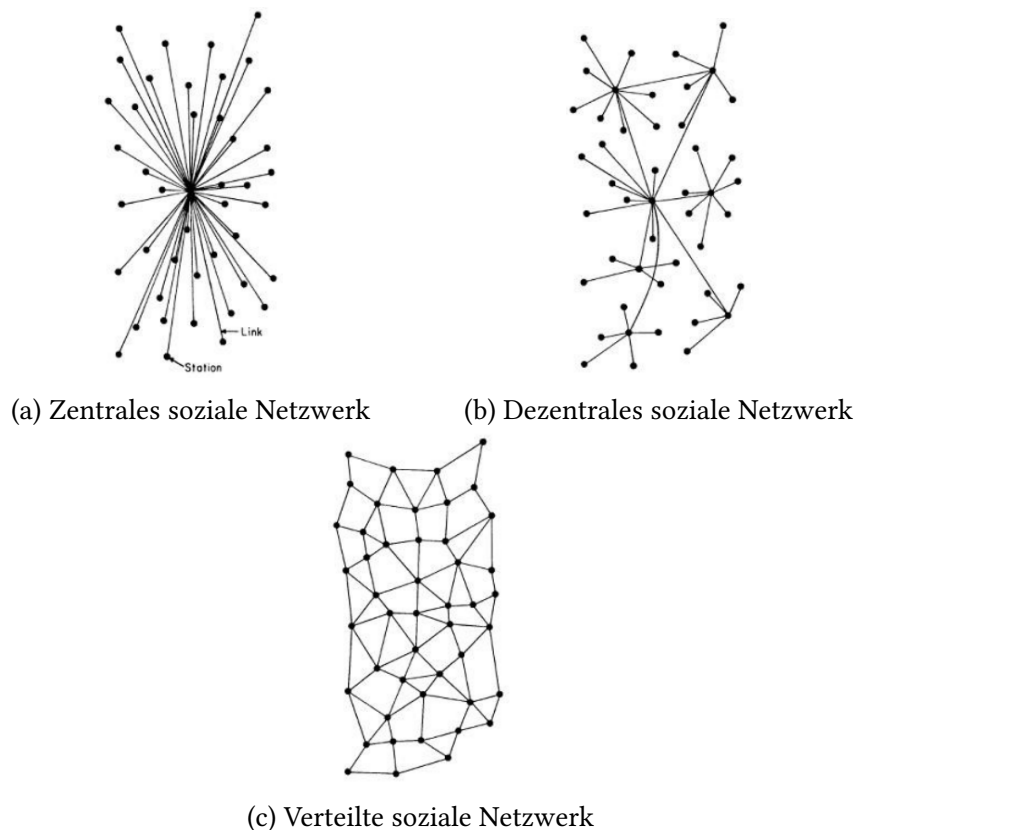 Link
Station
(a) Zentrales soziale Netzwerk
(b) Dezentrales soziale Netzwerk
(c) Verteilte soziale Netzwerk